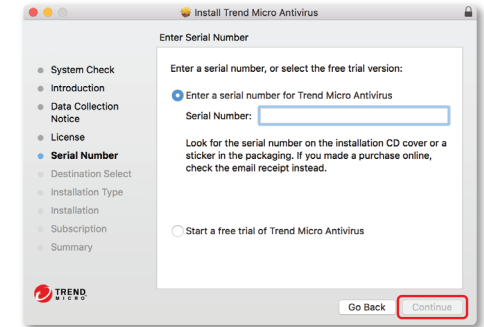 Install Trend Micro Antivirus
Enter Serial Number
System Check
Introduction
Data Collection
Notice
License
Serial Number
Destination Select
Installation Type
Installation
Subscription
Summary
Enter a serial number, or select the free trial version:
Enter a serial number for Trend Micro Antivirus
Serial Number:
Look for the serial number on the installation CD cover or a
sticker in the packaging. If you made a purchase online,
check the email receipt instead.
Start a free trial of Trend Micro Antivirus
TREND
MICRO
Go Back
Continue